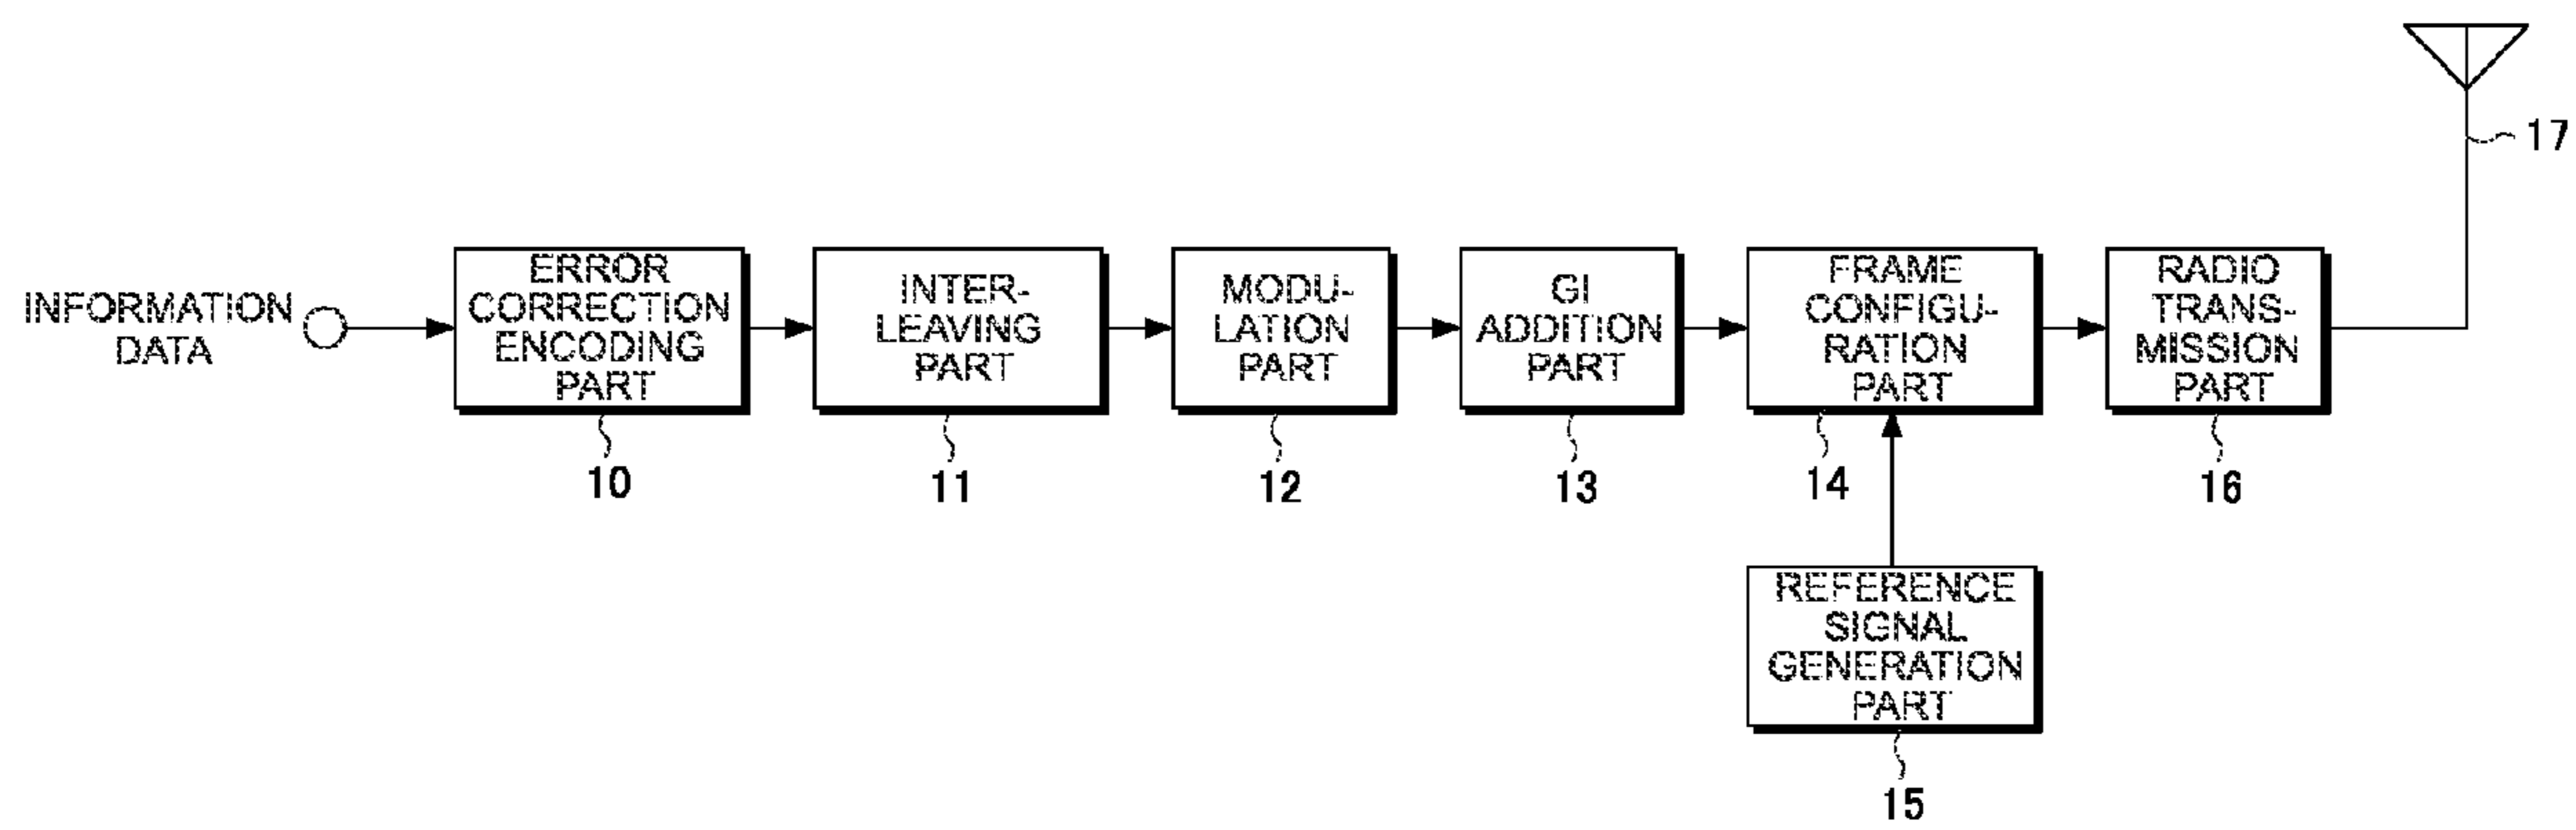 17
INFORMATION
DATA
ERROR
CORRECTION
ENCODING
PART
INTER-
LEAVING
PART
MODU-
LATION
PART
GI
ADDITION
PART
FRAME
CONFIGU-
RATION
PART
RADIO
TRANS-
MISSION
PART
10
11
12
13
14
16
REFERENCE
SIGNAL
GENERATION
PART
15